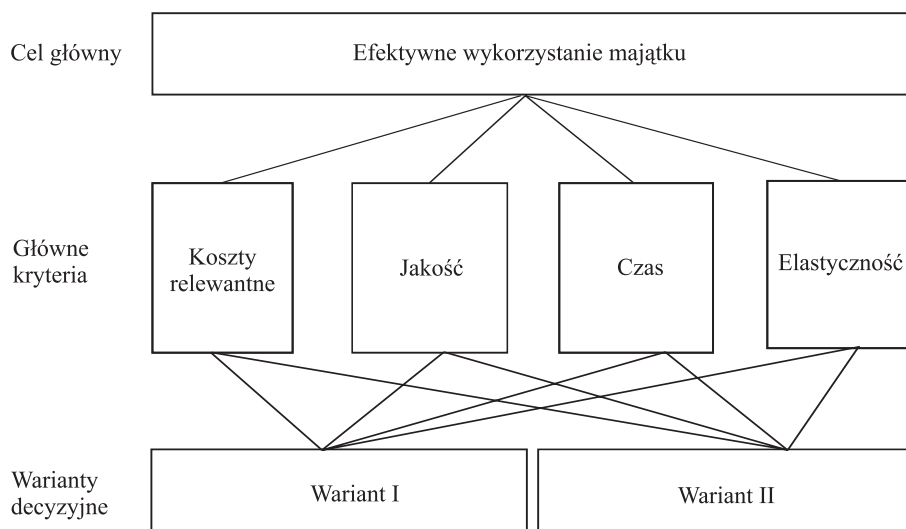 Cel główny
Efektywne wykorzystanie majątku
Główne
kryteria
Koszty
relewantne
Jakość
Czas
Elastyczność
Warianty
decyzyjne
Wariant I
Wariant II